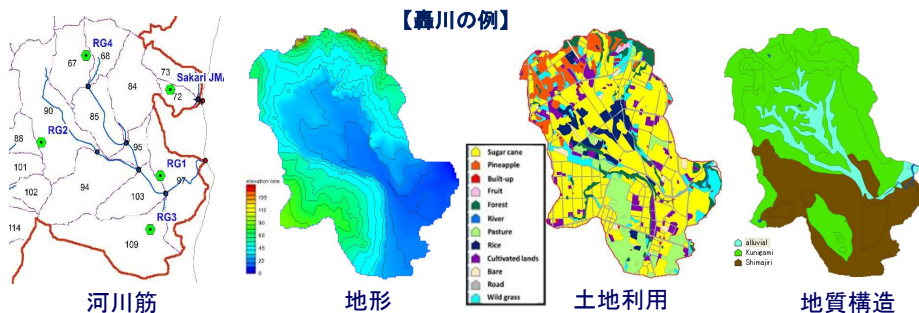 【轟川の例】
RG4
67
68
73
Sakari JMA
72
84
90
85
RG2
88
95
RG1
101
97
94
102
103
RG3
114
109
0
Sugar cane
Pineapple
Built-up
Fruit
Forest
River
Pasture
Rice
Cultivated lands
Bare
Road
Wild grass
alluvial
Kunigami
Shimajiri
河川筋
地形
土地利用
地質構造